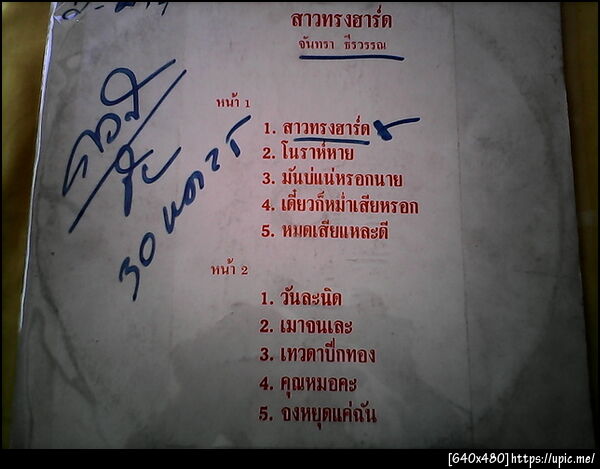 สาวทรงฮาร์ด
จันทรา ธีรวรรณ
หน้า 1
1. สาวทรงฮาร์ด
2. โนราห์หาย
3. มันบ่แน่หรอกนาย
4. เดี๋ยวก็หม่ำเสียหรอก
5. หมดเสียแหละดี
หน้า 2
1. วันละนิด
2. เมาจนเละ
3. เทวดาปีกทอง
4. คุณหมอคะ
5. จงหยุดแค่ฉัน
[640x480]https://upic.me/